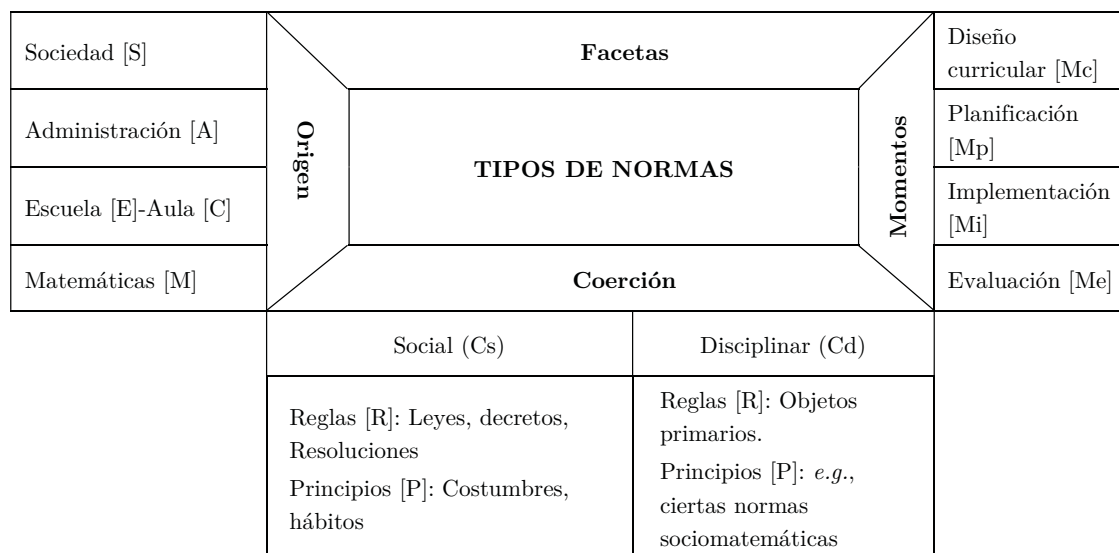 Sociedad [S]
Administración [A]
Escuela [E]-Aula [C]
Matemáticas [M]
Facetas
Origen
TIPOS DE NORMAS
Momentos
Coerción
Diseño
curricular [Mc]
Planificación
[Mp]
Implementación
[Mi]
Evaluación [Me]
Social (Cs)
Disciplinar (Cd)
Reglas [R]: Leyes, decretos,
Resoluciones
Principios [P]: Costumbres,
hábitos
Reglas [R]: Objetos
primarios.
Principios [P]: e.g.,
ciertas normas
sociomatemáticas